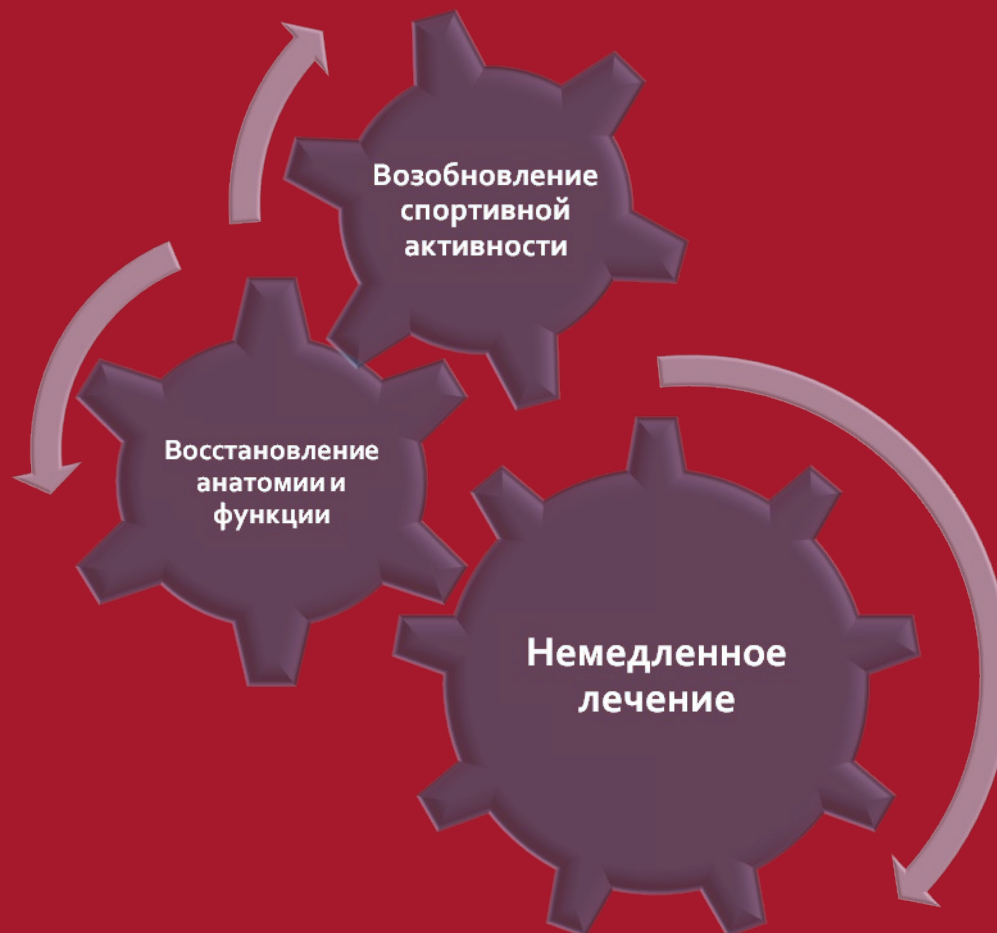 Возобновление
спортивной
активности
Восстановление
анатомии и
функции
Немедленное
лечение